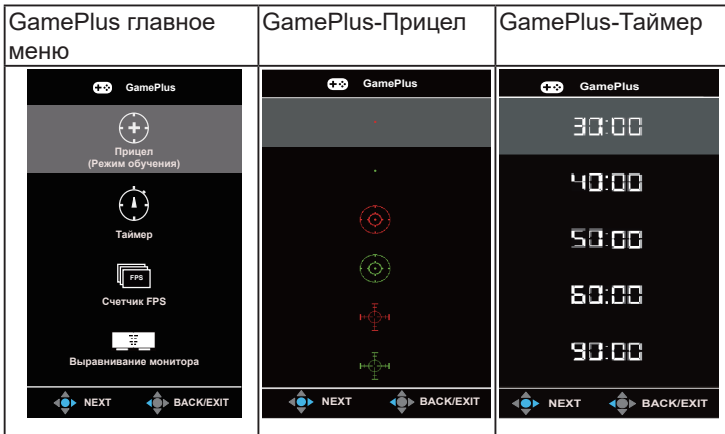 GamePlus главное
меню
GamePlus-Прицел
GamePlus-Таймер
GamePlus
Прицел
(Режим обучения)
Таймер
FPS
Счетчик FPS
Выравнивание монитора
NEXT BACK/EXIT
GamePlus
NEXT BACK/EXIT
GamePlus
30:00
40:00
50:00
60:00
90:00
NEXT BACK/EXIT